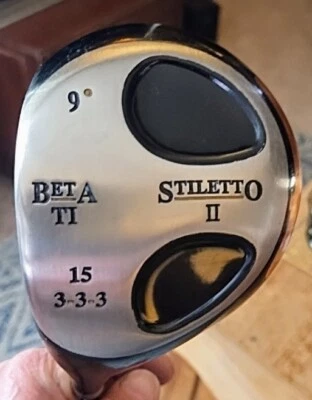 9°
BETA STILETTO
TI II
15
3-3-3